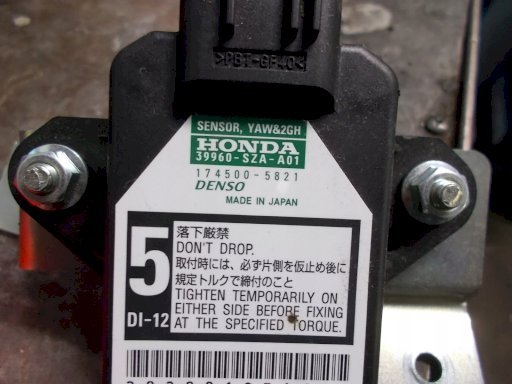 >PBT-GF40<
SENSOR, YAW&2GH
HONDA
39960-SZA-A01
174500-5821
DENSO
MADE IN JAPAN
5
DI-12
落下厳禁
DON'T DROP.
取付時には、必ず片側を仮止め後に
規定トルクで締付のこと
TIGHTEN TEMPORARILY ON
EITHER SIDE BEFORE FIXING
AT THE SPECIFIED TORQUE.